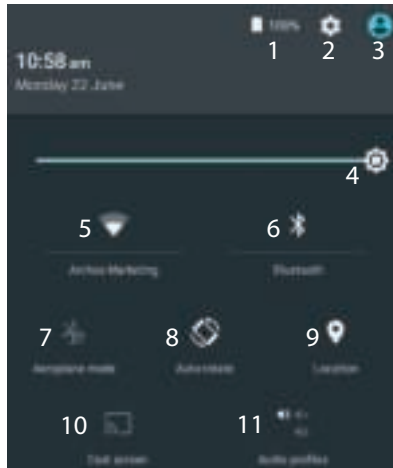 100%
1 2 3
10:58 am
Monday 22 June
4
5 6
Archos Marketing Bluetooth
7 8 9
Aeroplane mode Auto-rotate Location
10 11
Cast screen Audio profiles